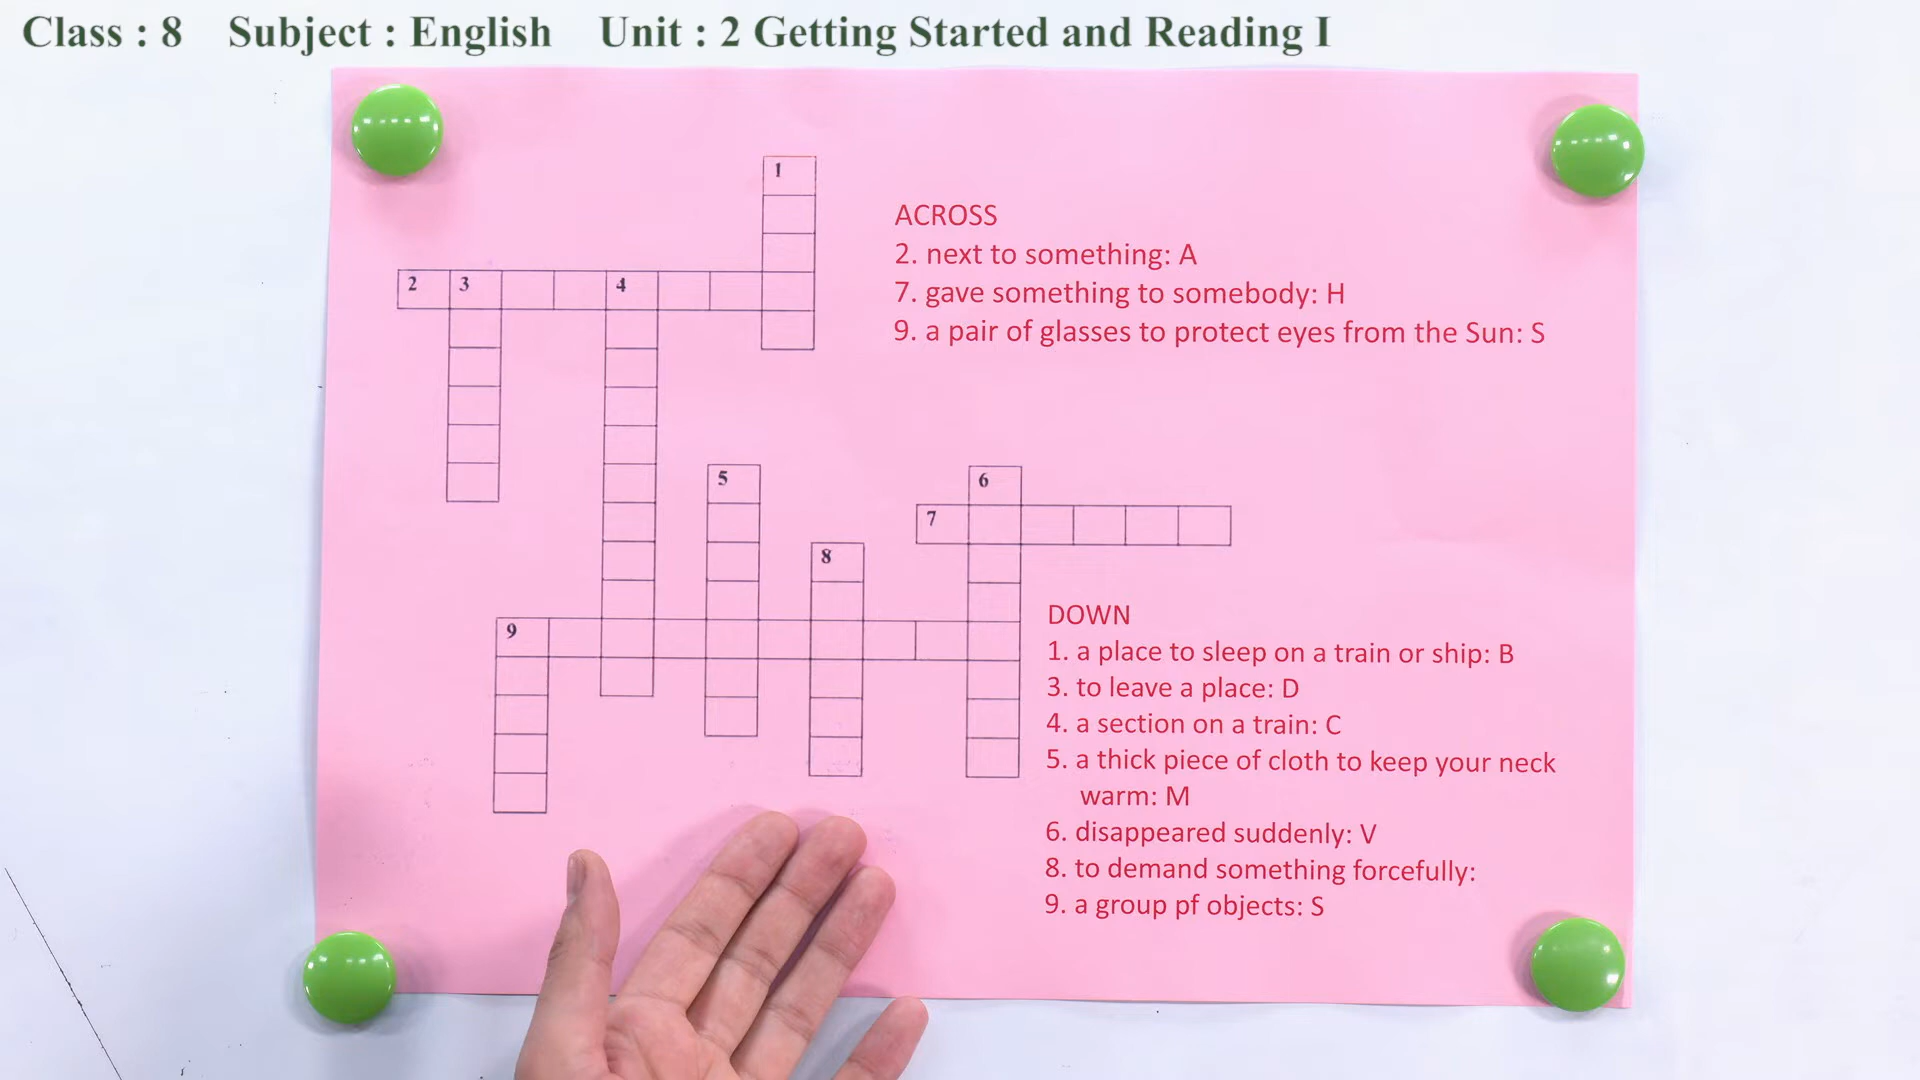 Class : 8 Subject : English Unit : 2 Getting Started and Reading I
1
ACROSS
2. next to something: A
2 3 4
7. gave something to somebody: H
9. a pair of glasses to protect eyes from the Sun: S
5 6
7
8
9
DOWN
1. a place to sleep on a train or ship: B
3. to leave a place: D
4. a section on a train: C
5. a thick piece of cloth to keep your neck
warm: M
6. disappeared suddenly: V
8. to demand something forcefully:
9. a group pf objects: S